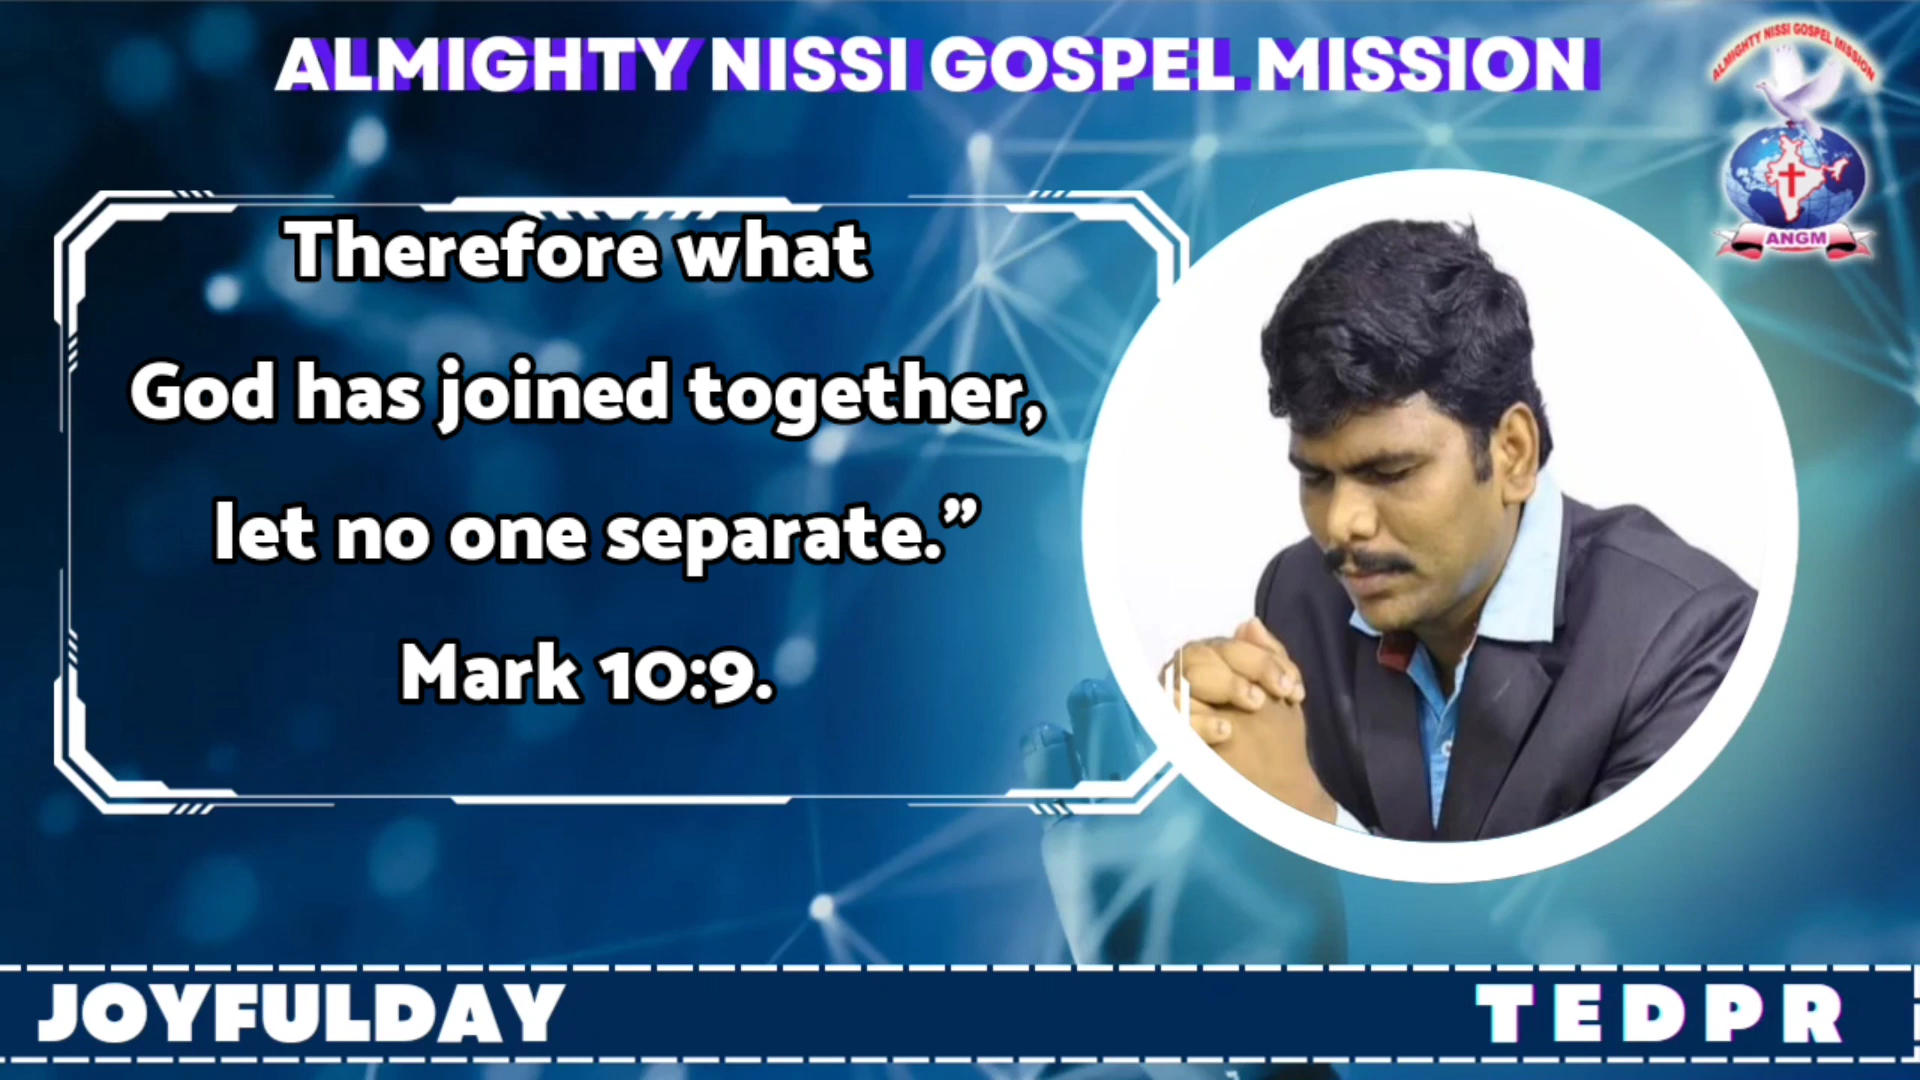 ALMIGHTY NISSI GOSPEL MISSION
ALMIGHTY NISSI GOSPEL MISSION
ANGM
Therefore what
God has joined together,
let no one separate.”
Mark 10:9.
JOYFULDAY
TEDPR